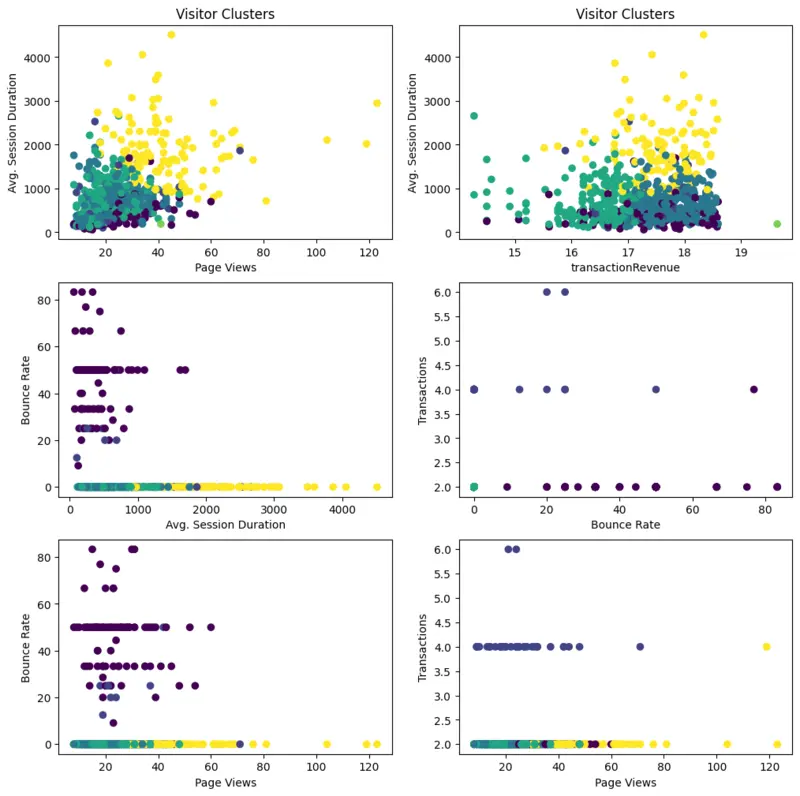 Visitor Clusters
Avg. Session Duration
4000
3000
2000
1000
0
20 40 60 80 100 120
Page Views
Visitor Clusters
Avg. Session Duration
4000
3000
2000
1000
0
15 16 17 18 19
transactionRevenue
Bounce Rate
80
60
40
20
0
0 1000 2000 3000 4000
Avg. Session Duration
Transactions
6.0
5.5
5.0
4.5
4.0
3.5
3.0
2.5
2.0
0 20 40 60 80
Bounce Rate
Bounce Rate
80
60
40
20
0
20 40 60 80 100 120
Page Views
Transactions
6.0
5.5
5.0
4.5
4.0
3.5
3.0
2.5
2.0
20 40 60 80 100 120
Page Views